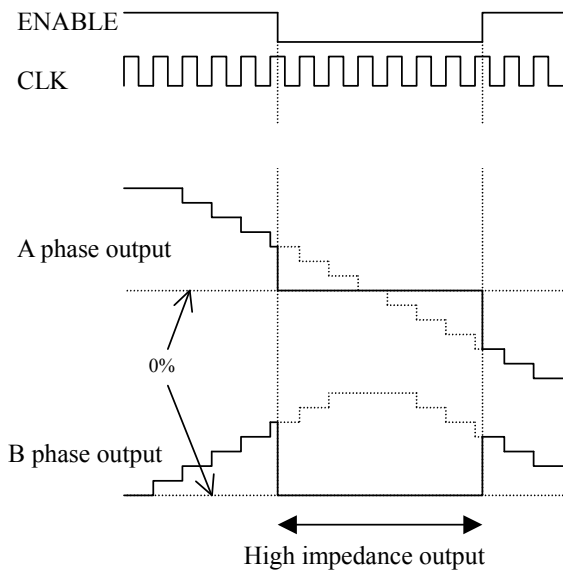 ENABLE
CLK
A phase output
0%
B phase output
High impedance output